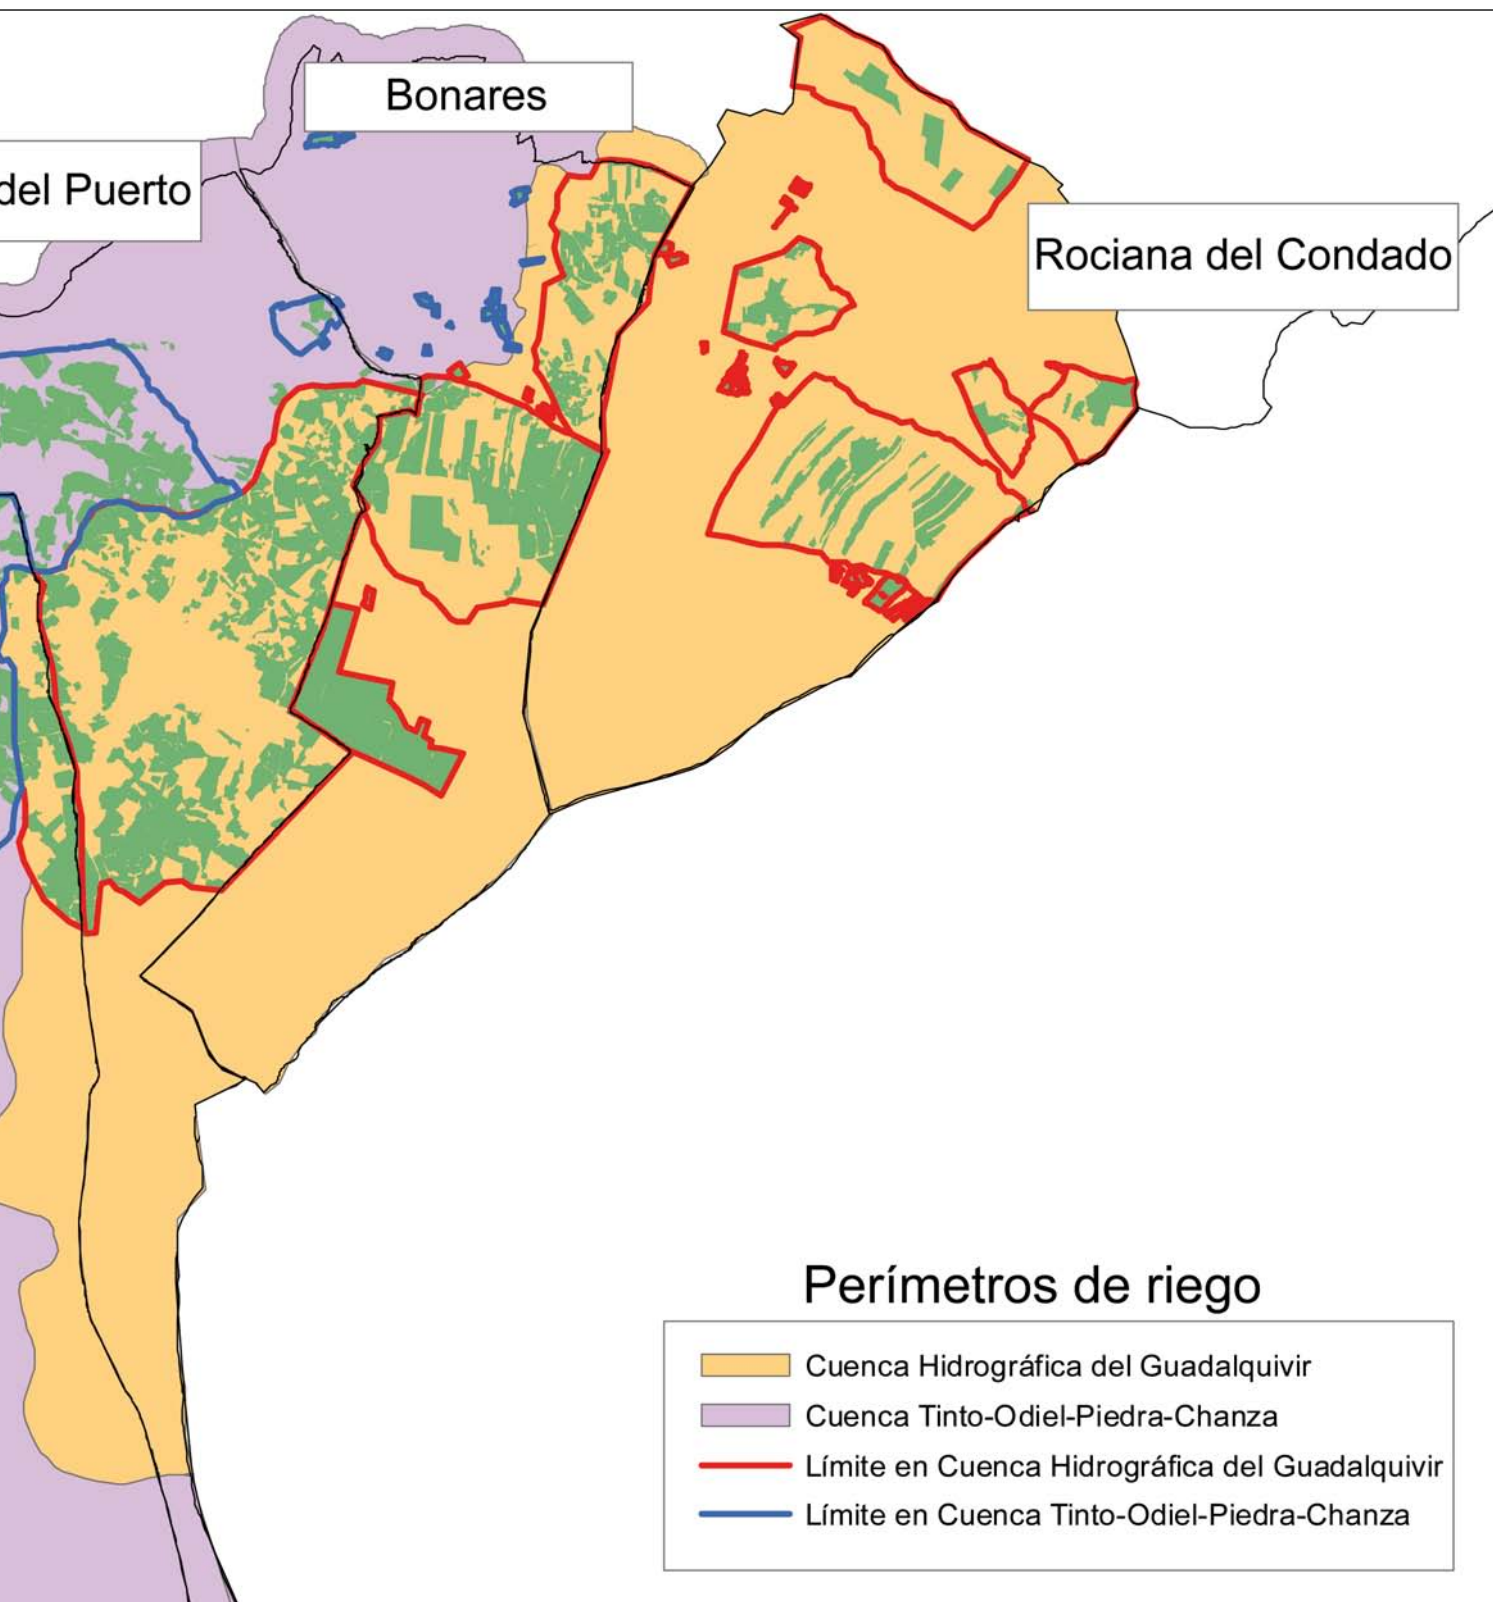 Bonares
del Puerto
Rociana del Condado
Perímetros de riego
Cuenca Hidrográfica del Guadalquivir
Cuenca Tinto-Odiel-Piedra-Chanza
Límite en Cuenca Hidrográfica del Guadalquivir
Límite en Cuenca Tinto-Odiel-Piedra-Chanza